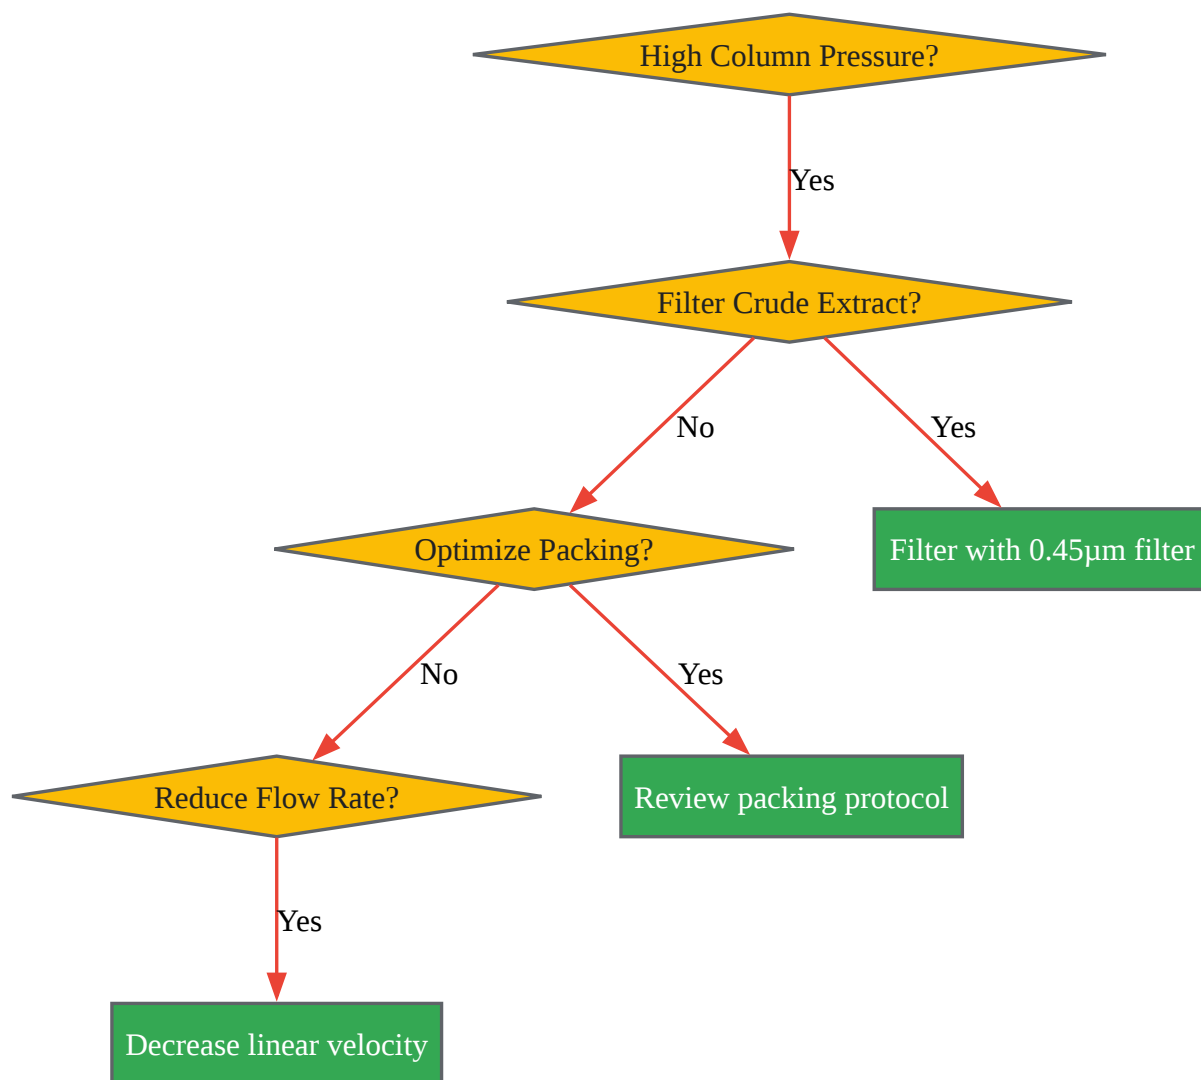 High Column Pressure?
Yes
Filter Crude Extract?
No
Yes
Optimize Packing?
Filter with 0.45µm filter
No
Yes
Reduce Flow Rate?
Review packing protocol
Yes
Decrease linear velocity